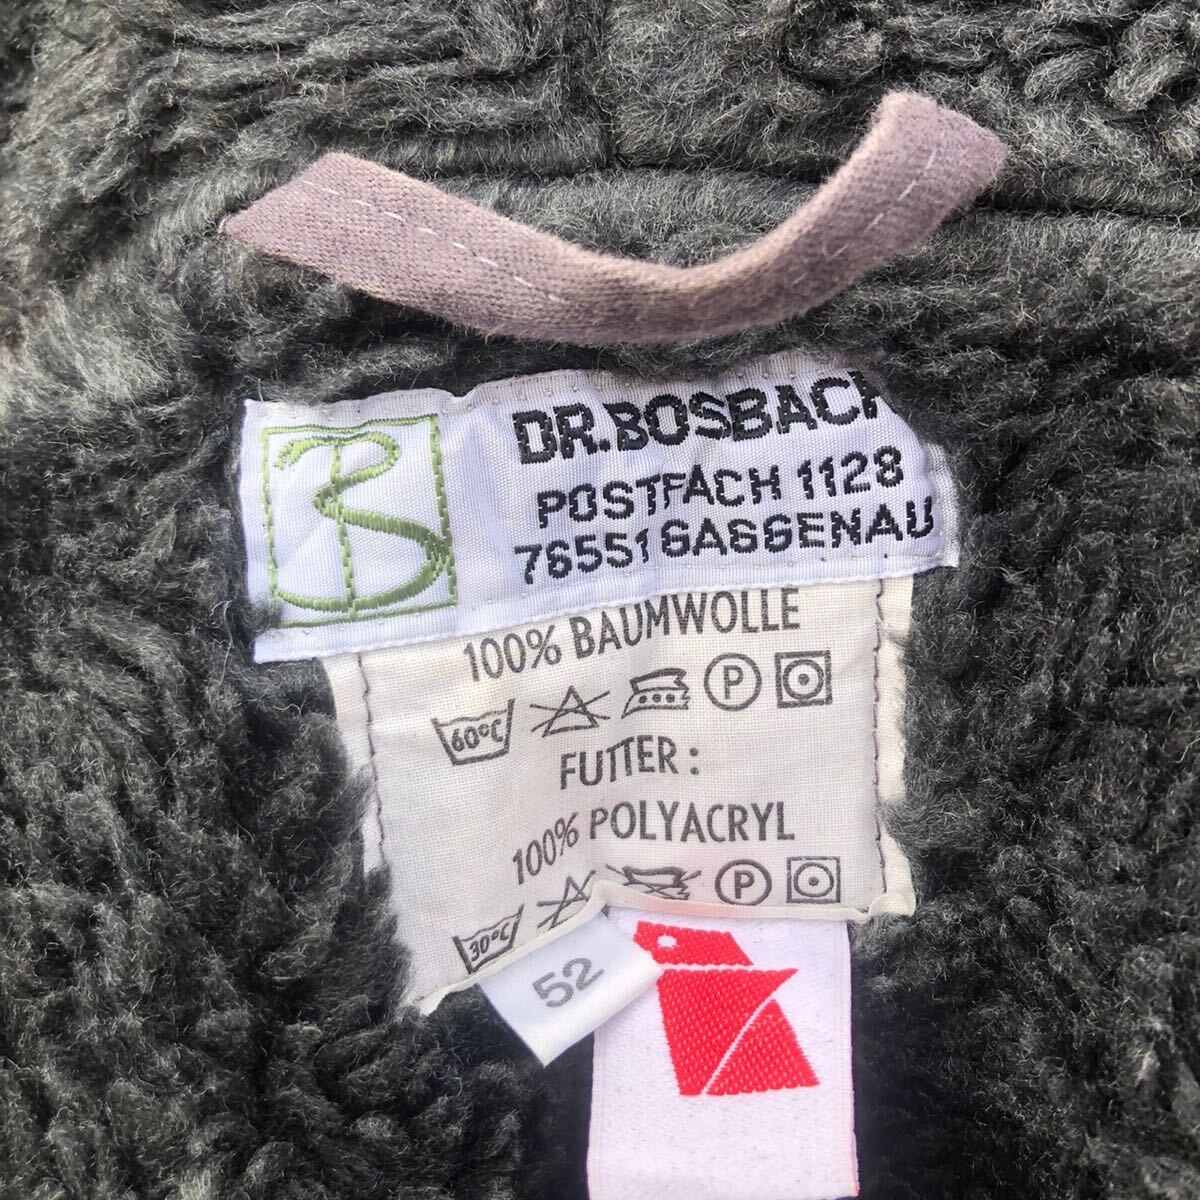 DR.BOSBACH
POSTFACH 1128
76551 GAGGENAU
100% BAUMWOLLE
60°C P
FUTTER :
100% POLYACRYL
30°C P
52